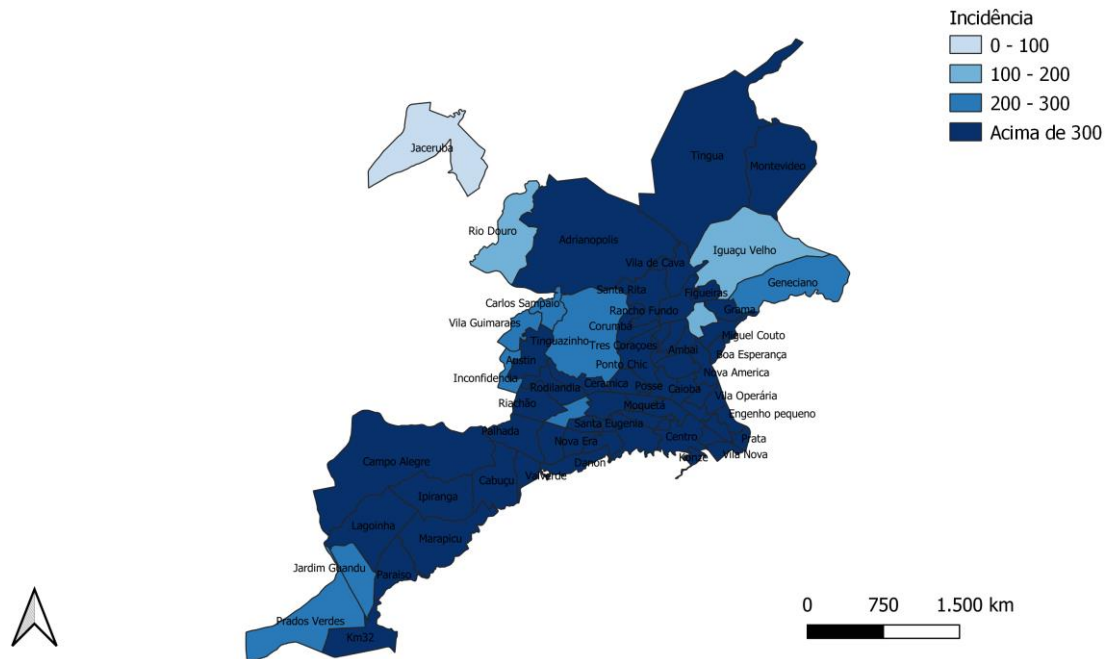 Incidência
0 - 100
100 - 200
200 - 300
Acima de 300
Jaceruba
Tingua
Montevideo
Rio Douro
Adrianopolis
Iguaçu Velho
Vila de Cava
Geneciano
Santa Rita
Figueiras
Carlos Sampaio
Rancho Fundo
Grama
Vila Guimarães
Corumbá
Miguel Couto
Tinguazinho
Tres Corações
Ambai
Boa Esperança
Austin
Ponto Chic
Nova America
Inconfidencia
Rodilandia
Ceramica
Posse
Caioba
Vila Operária
Riachão
Moquetá
Engenho pequeno
Santa Eugenia
Palhada
Nova Era
Centro
Prata
Vila Nova
Campo Alegre
Danon
Valverde
Cabuçu
Ipiranga
Lagoinha
Marapicu
Jardim Guandu
Paraiso
Prados Verdes
Km32
0 750 1.500 km